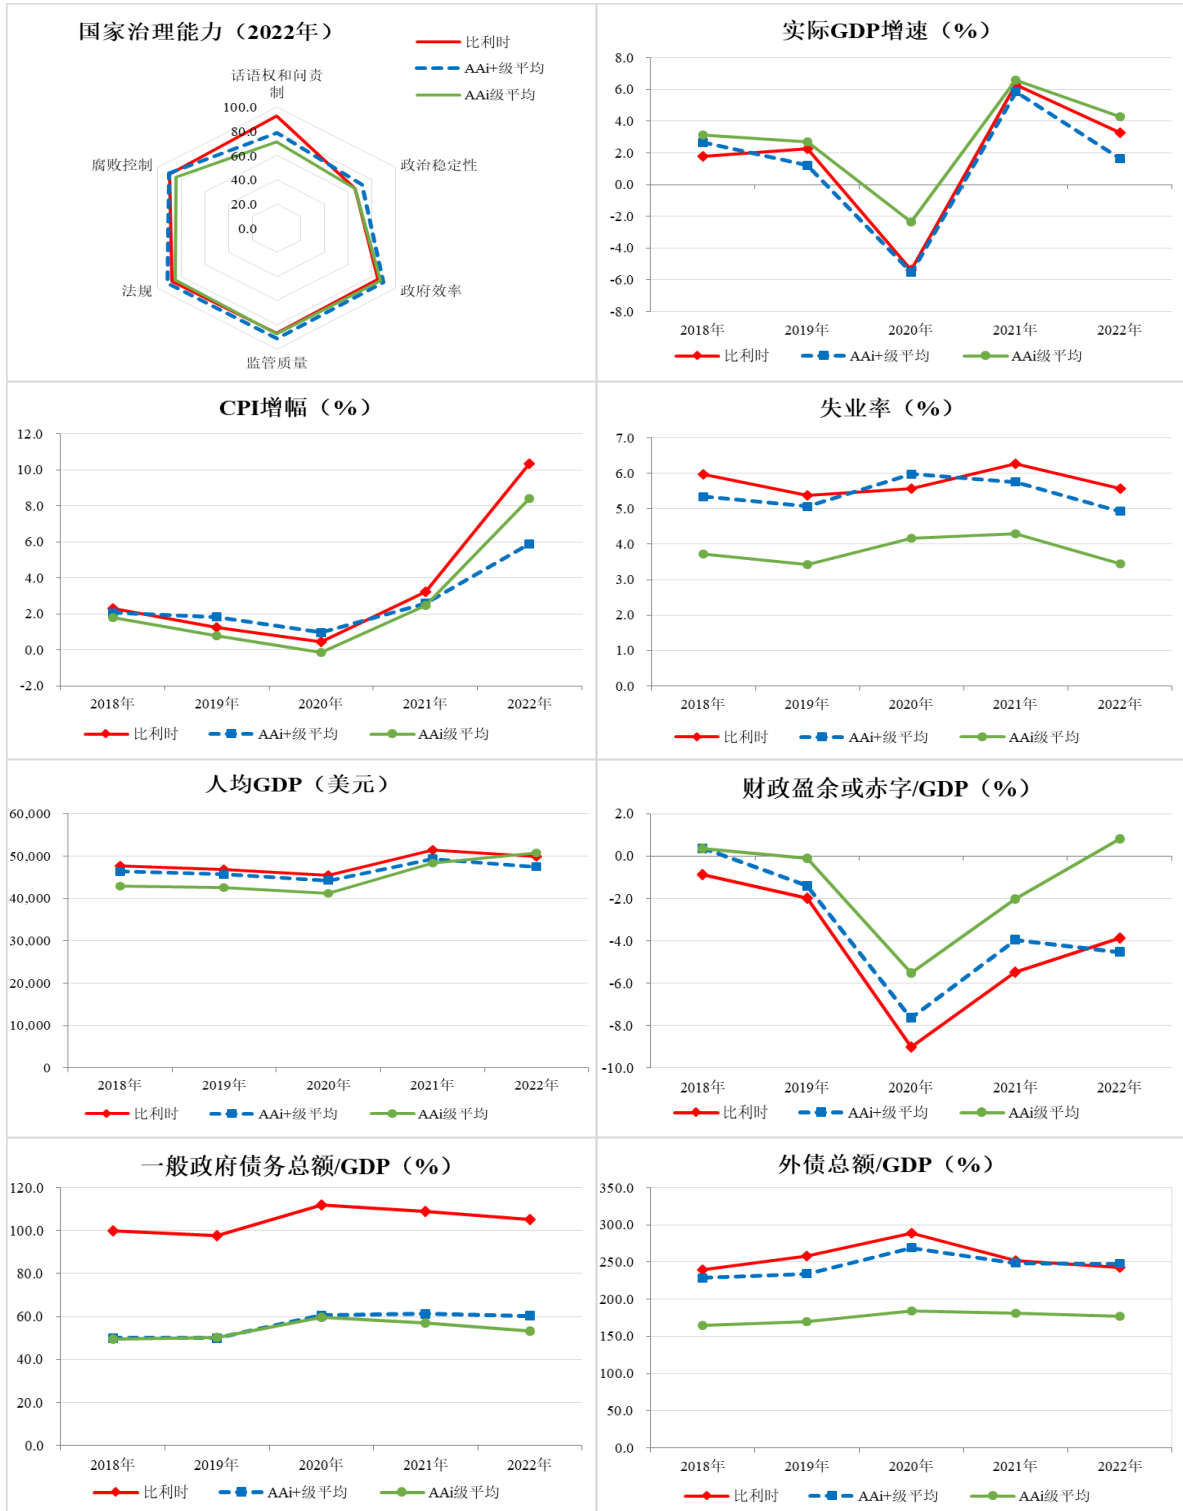 国家治理能力（2022年）
比利时
AAi+级平均
AAi级平均
话语权和问责
制
100.0
80.0
60.0
40.0
20.0
0.0
腐败控制
政治稳定性
法规
政府效率
监管质量
实际GDP增速（%）
8.0
6.0
4.0
2.0
0.0
-2.0
-4.0
-6.0
-8.0
2018年 2019年 2020年 2021年 2022年
比利时 AAi+级平均 AAi级平均
CPI增幅（%）
12.0
10.0
8.0
6.0
4.0
2.0
0.0
-2.0
2018年 2019年 2020年 2021年 2022年
比利时 AAi+级平均 AAi级平均
失业率（%）
7.0
6.0
5.0
4.0
3.0
2.0
1.0
0.0
2018年 2019年 2020年 2021年 2022年
比利时 AAi+级平均 AAi级平均
人均GDP（美元）
60,000
50,000
40,000
30,000
20,000
10,000
0
2018年 2019年 2020年 2021年 2022年
比利时 AAi+级平均 AAi级平均
财政盈余或赤字/GDP（%）
2.0
0.0
-2.0
-4.0
-6.0
-8.0
-10.0
2018年 2019年 2020年 2021年 2022年
比利时 AAi+级平均 AAi级平均
一般政府债务总额/GDP（%）
120.0
100.0
80.0
60.0
40.0
20.0
0.0
2018年 2019年 2020年 2021年 2022年
比利时 AAi+级平均 AAi级平均
外债总额/GDP（%）
350.0
300.0
250.0
200.0
150.0
100.0
50.0
0.0
2018年 2019年 2020年 2021年 2022年
比利时 AAi+级平均 AAi级平均